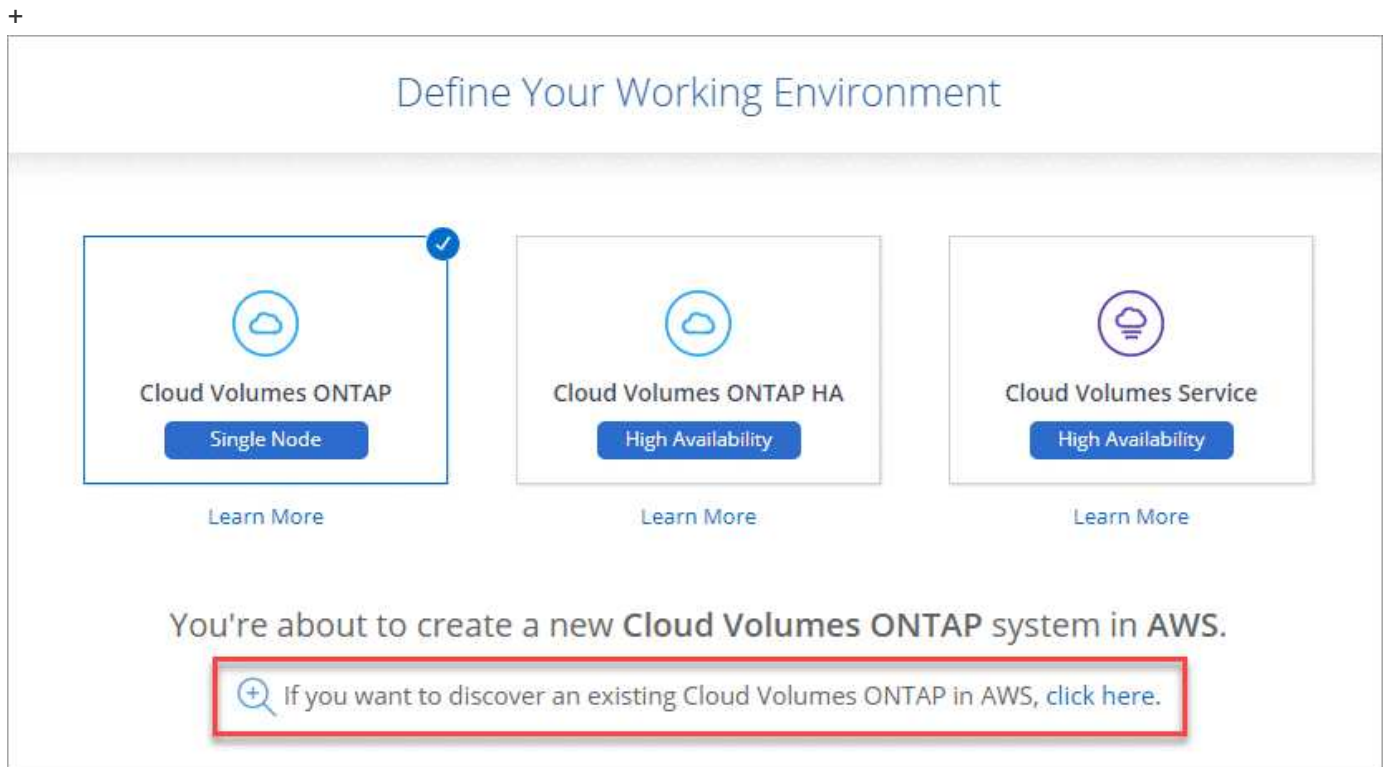 +
Define Your Working Environment
Cloud Volumes ONTAP
Single Node
Learn More
Cloud Volumes ONTAP HA
High Availability
Learn More
Cloud Volumes Service
High Availability
Learn More
You're about to create a new Cloud Volumes ONTAP system in AWS.
If you want to discover an existing Cloud Volumes ONTAP in AWS, click here.